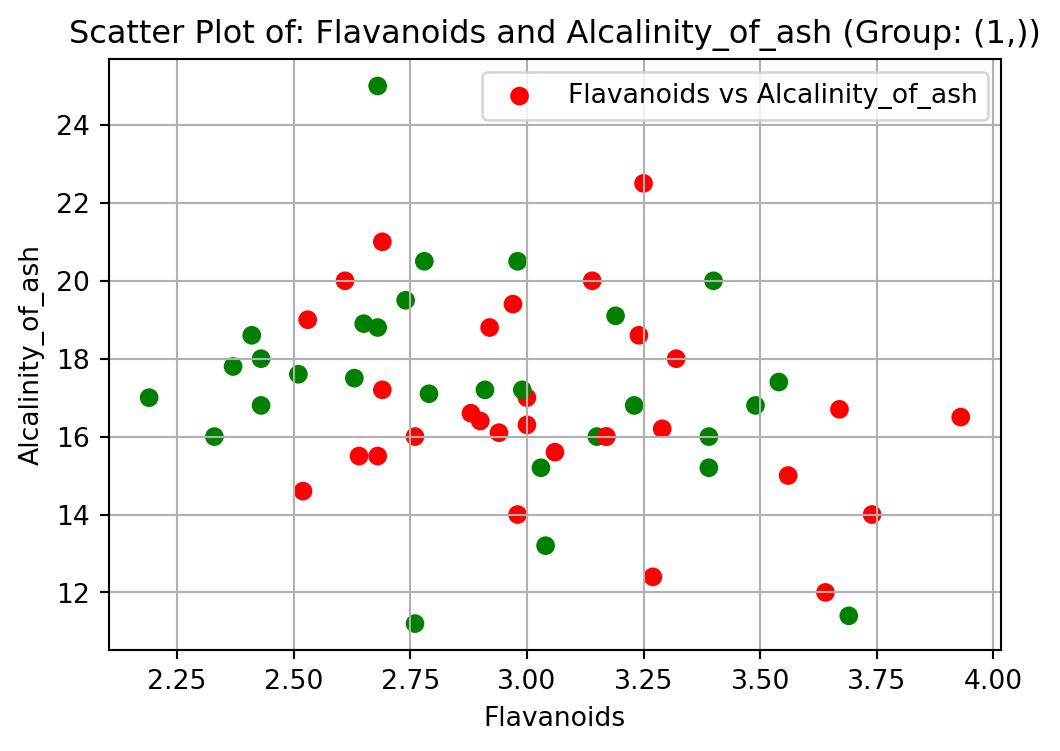 Scatter Plot of: Flavanoids and Alcalinity_of_ash (Group: (1,))
Flavanoids vs Alcalinity_of_ash
24
22
20
18
16
14
12
Alcalinity_of_ash
2.25 2.50 2.75 3.00 3.25 3.50 3.75 4.00
Flavanoids